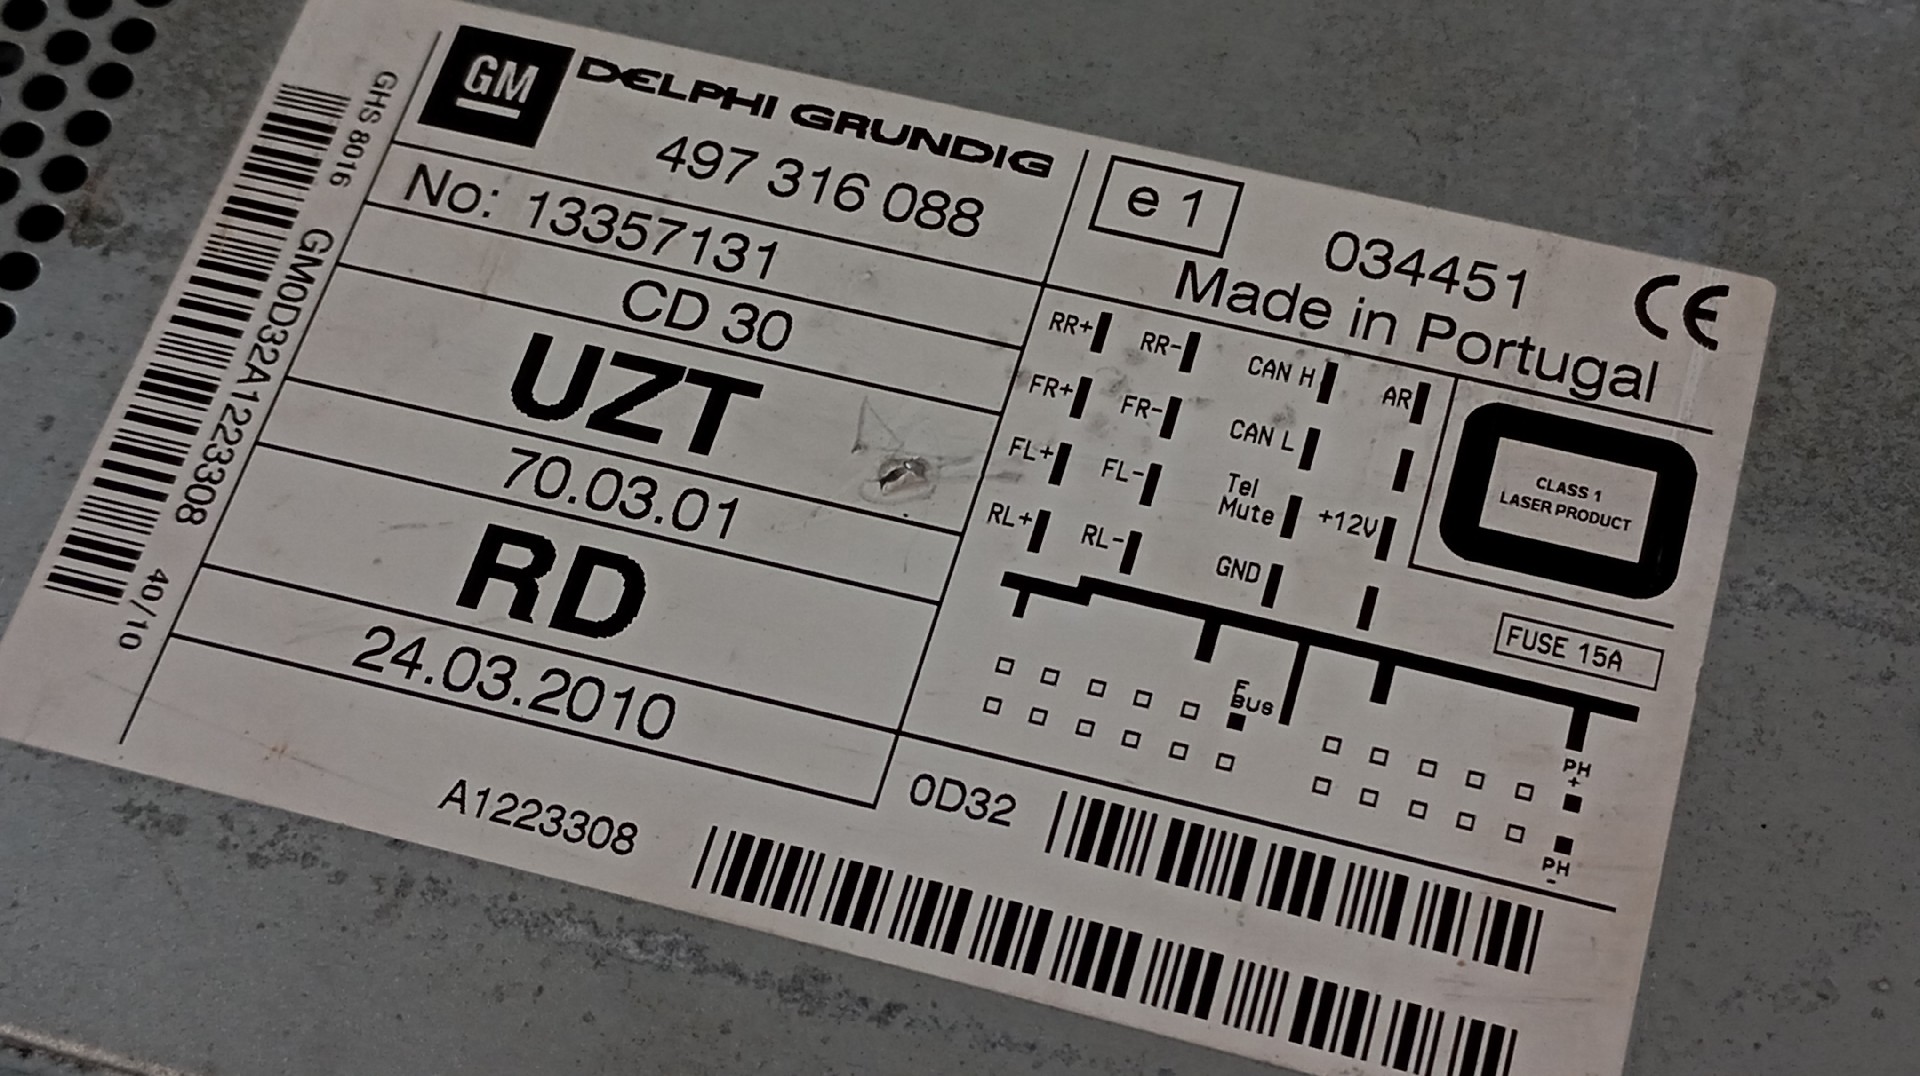 GM
DELPHI GRUNDIG
497 316 088
No: 13357131
CD 30
UZT
70.03.01
RD
24.03.2010
A1223308
0D32
e 1
034451
Made in Portugal
CE
RR+ RR- CAN H AR
FR+ FR- CAN L
FL+ FL- Tel Mute +12V
RL+ RL- GND
CLASS 1
LASER PRODUCT
FUSE 15A
F
BUS
PH
+
PH
-
GHS 8016
GM0D32A1223308
40/10